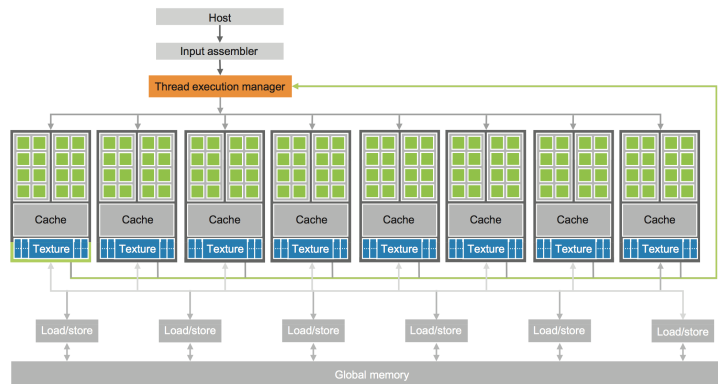 Host
Input assembler
Thread execution manager
Cache Cache Cache Cache Cache Cache Cache Cache
Texture Texture Texture Texture Texture Texture Texture Texture
Load/store Load/store Load/store Load/store Load/store Load/store
Global memory